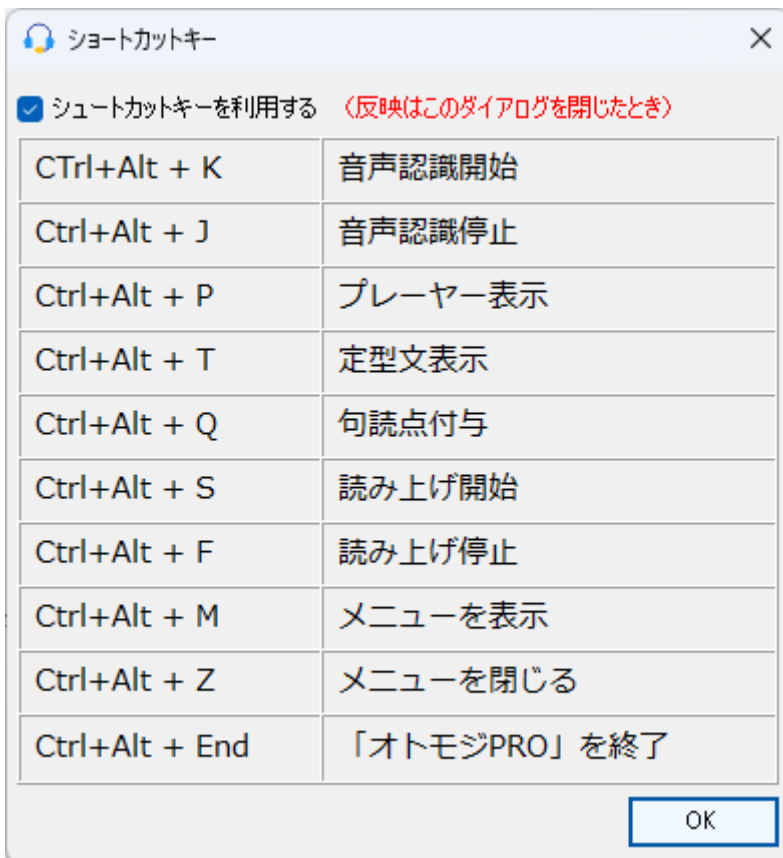 ショートカットキー
シュートカットキーを利用する （反映はこのダイアログを閉じたとき）
CTrl+Alt + K 音声認識開始
Ctrl+Alt + J 音声認識停止
Ctrl+Alt + P プレーヤー表示
Ctrl+Alt + T 定型文表示
Ctrl+Alt + Q 句読点付与
Ctrl+Alt + S 読み上げ開始
Ctrl+Alt + F 読み上げ停止
Ctrl+Alt + M メニューを表示
Ctrl+Alt + Z メニューを閉じる
Ctrl+Alt + End 「オトモジPRO」を終了
OK